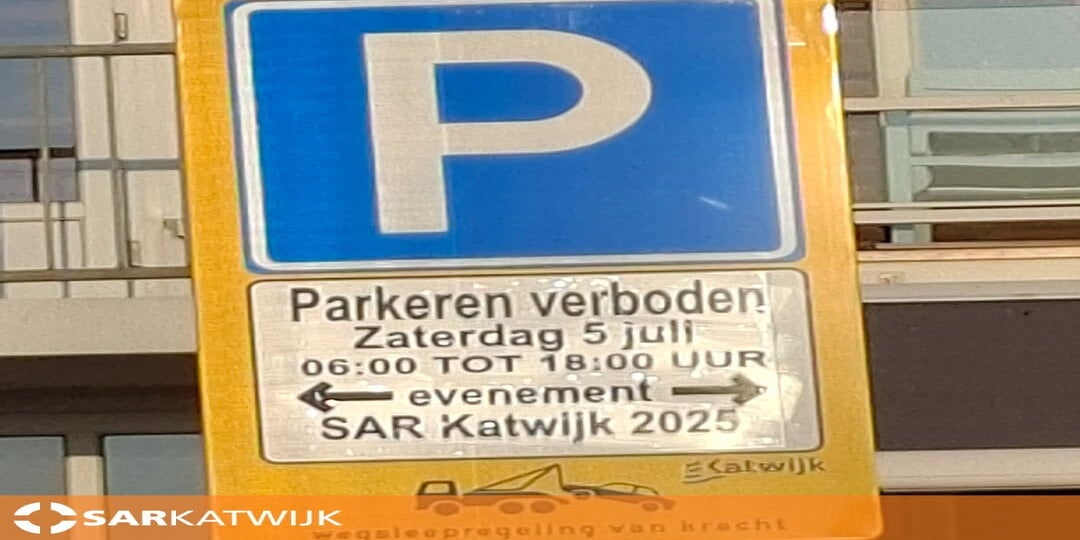 P
Parkeren verboden
Zaterdag 5 juli
06:00 TOT 18:00 UUR
← evenement →
SAR Katwijk 2025
Katwijk
SARKATWIJK
wegsleepregeling van kracht